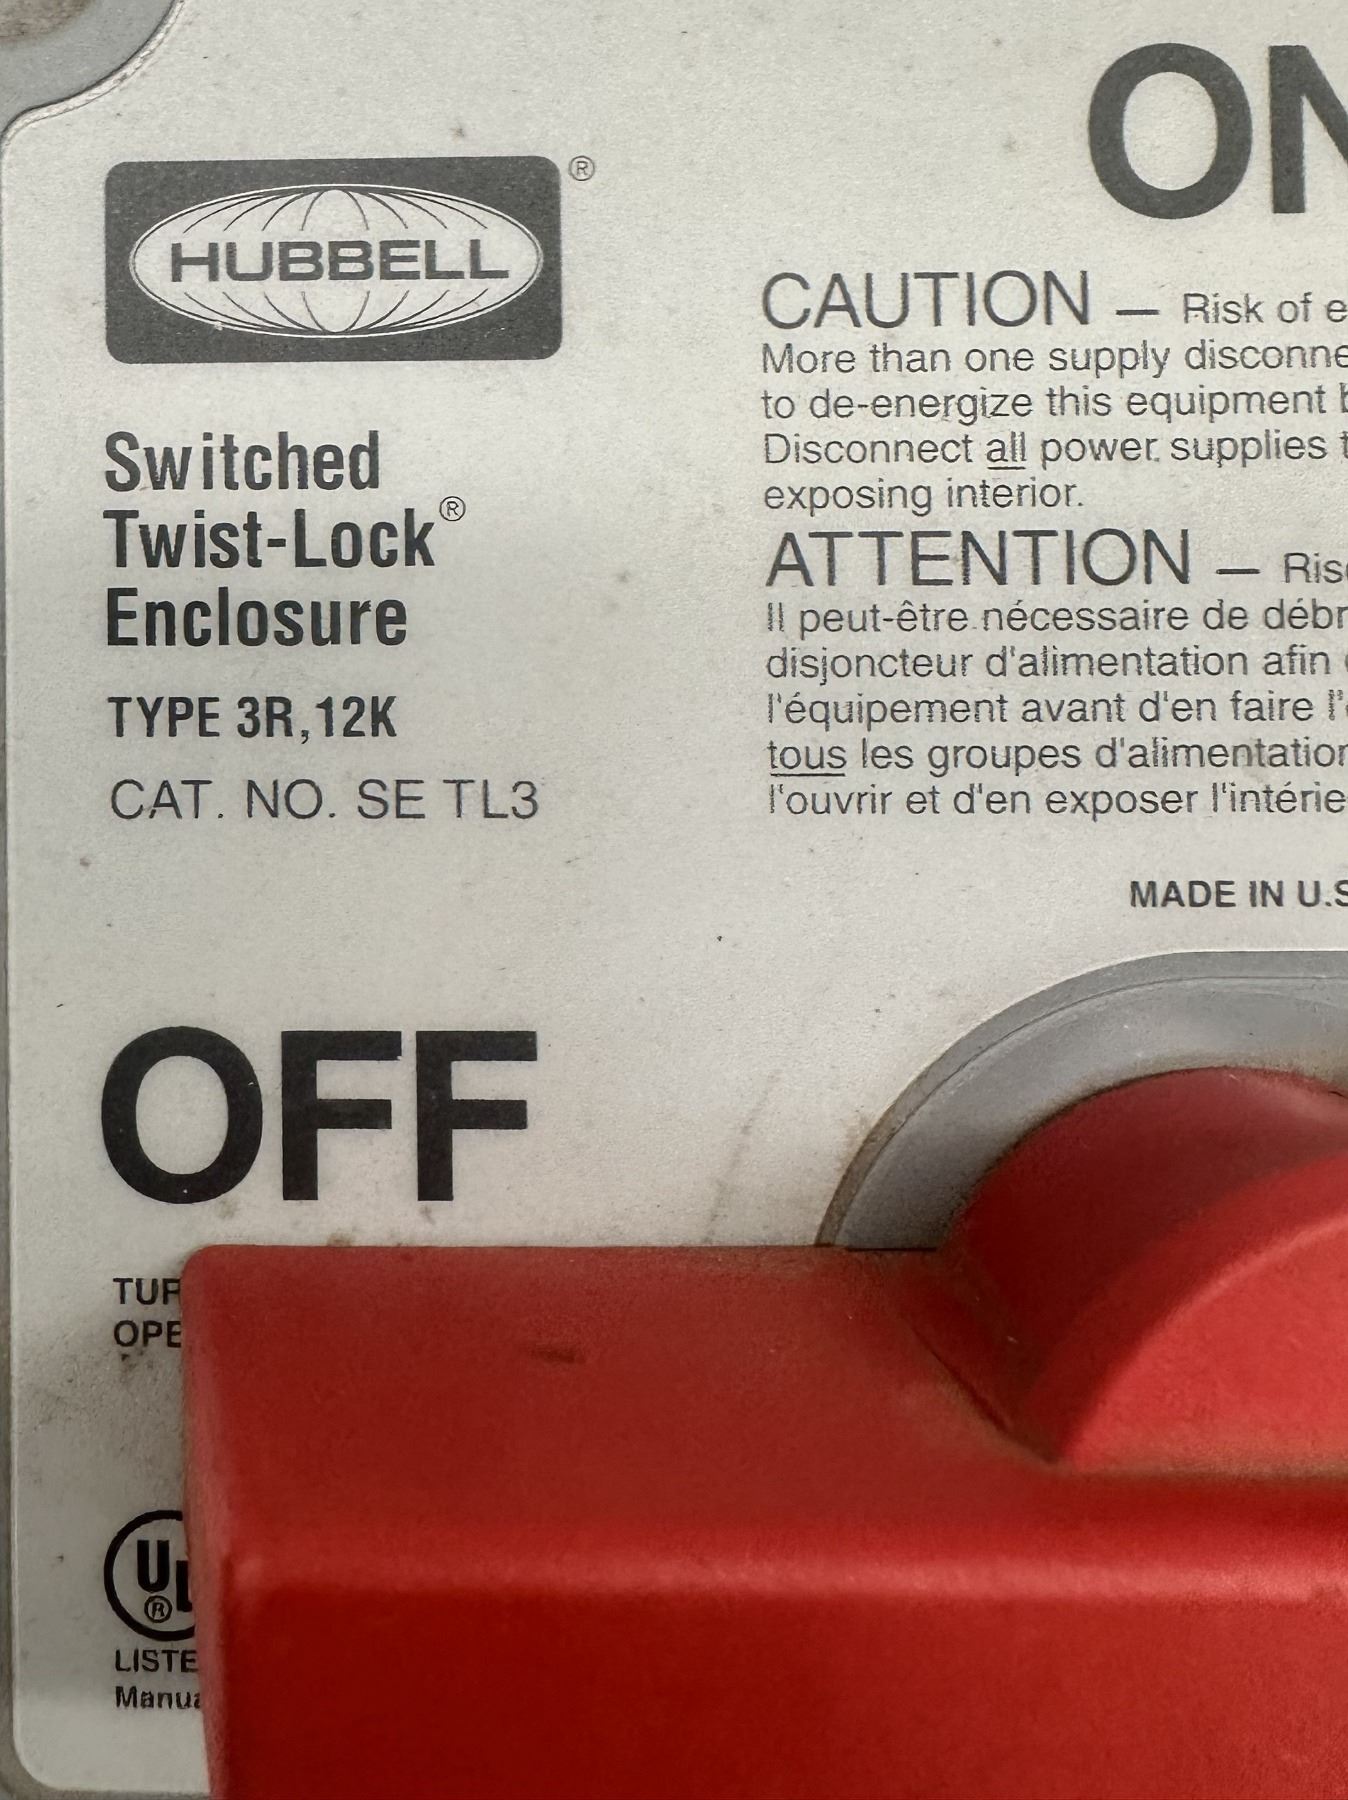 ON
HUBBELL®
CAUTION — Risk of
More than one supply
to de-energize this equipment
Disconnect all power supplies
exposing interior.
Switched
Twist-Lock®
Enclosure
TYPE 3R,12K
CAT. NO. SE TL3
ATTENTION —
Il peut-être nécessaire de
disjoncteur d'alimentation afin
l'équipement avant d'en faire
tous les groupes d'alimentation
l'ouvrir et d'en exposer
MADE IN
OFF
UL
®